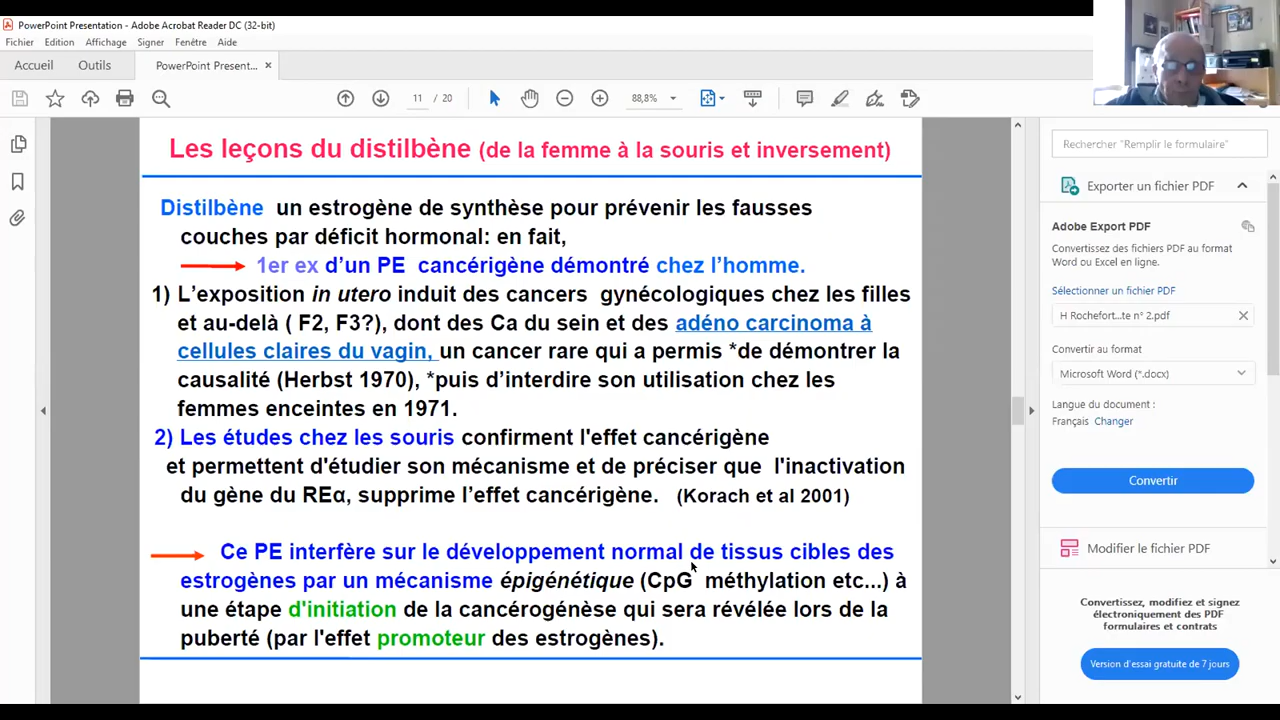 PowerPoint Presentation - Adobe Acrobat Reader DC (32-bit)
Fichier Edition Affichage Signer Fenêtre Aide
Accueil Outils PowerPoint Present... ×
11 / 20 88,8%
Les leçons du distilbène (de la femme à la souris et inversement)
Distilbène un estrogène de synthèse pour prévenir les fausses
couches par déficit hormonal: en fait,
1er ex d’un PE cancérigène démontré chez l’homme.
1) L’exposition in utero induit des cancers gynécologiques chez les filles
et au-delà ( F2, F3?), dont des Ca du sein et des adéno carcinoma à
cellules claires du vagin, un cancer rare qui a permis *de démontrer la
causalité (Herbst 1970), *puis d’interdire son utilisation chez les
femmes enceintes en 1971.
2) Les études chez les souris confirment l'effet cancérigène
et permettent d'étudier son mécanisme et de préciser que l'inactivation
du gène du REα, supprime l’effet cancérigène. (Korach et al 2001)
Ce PE interfère sur le développement normal de tissus cibles des
estrogènes par un mécanisme épigénétique (CpG méthylation etc...) à
une étape d'initiation de la cancérogénèse qui sera révélée lors de la
puberté (par l'effet promoteur des estrogènes).
Rechercher "Remplir le formulaire"
Exporter un fichier PDF
Adobe Export PDF
Convertissez des fichiers PDF au format
Word ou Excel en ligne.
Sélectionner un fichier PDF
H Rochefort...te n° 2.pdf
Convertir au format
Microsoft Word (*.docx)
Langue du document :
Français Changer
Convertir
Modifier le fichier PDF
Convertissez, modifiez et signez
électroniquement des PDF
formulaires et contrats
Version d'essai gratuite de 7 jours